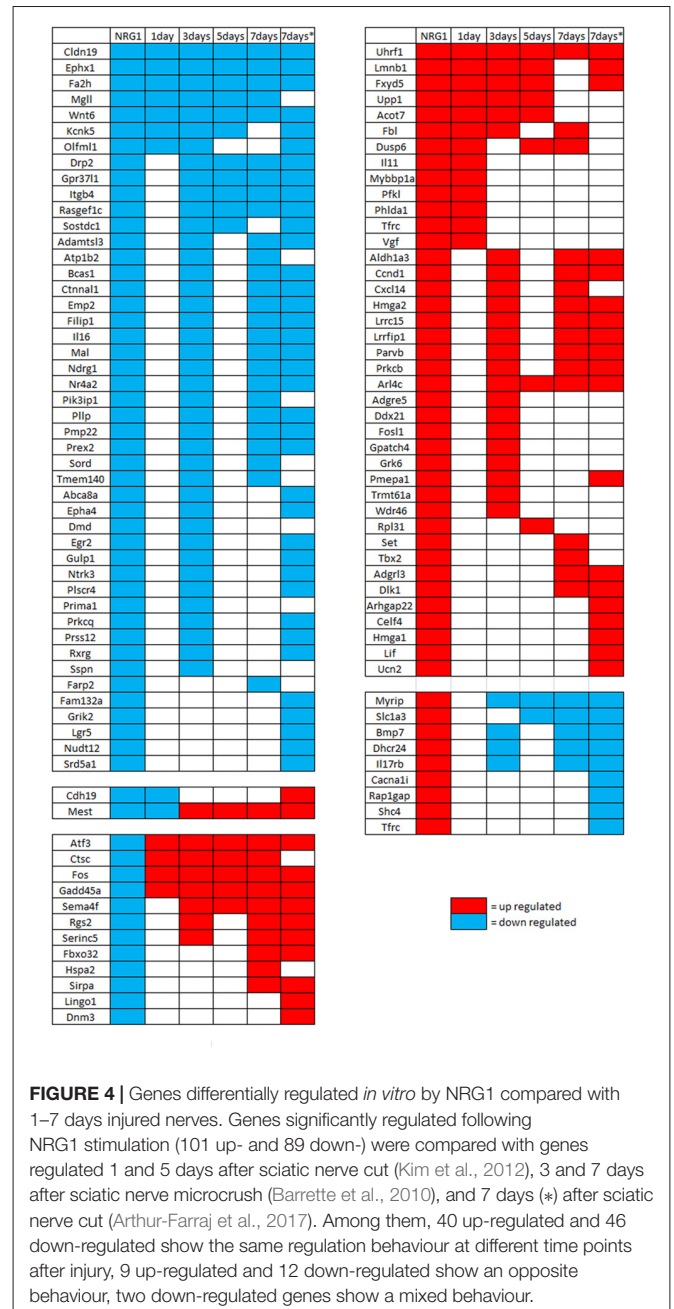 NRG1 1day 3days 5days 7days 7days*
Cldn19
Ephx1
Fa2h
Mgll
Wnt6
Kcnk5
Olfml1
Drp2
Gpr37l1
Itgb4
Rasgef1c
Sostdc1
Adamtsl3
Atp1b2
Bcas1
Ctnnal1
Emp2
Filip1
Il16
Mal
Ndrg1
Nr4a2
Pik3ip1
Pllp
Pmp22
Prex2
Sord
Tmem140
Abca8a
Epha4
Dmd
Egr2
Gulp1
Ntrk3
Plscr4
Prima1
Prkcq
Prss12
Rxrg
Sspn
Farp2
Fam132a
Grik2
Lgr5
Nudt12
Srd5a1
Cdh19
Mest
Atf3
Ctsc
Fos
Gadd45a
Sema4f
Rgs2
Serinc5
Fbxo32
Hspa2
Sirpa
Lingo1
Dnm3
NRG1 1day 3days 5days 7days 7days*
Uhrf1
Lmnb1
Fxyd5
Upp1
Acot7
Fbl
Dusp6
Il11
Mybbp1a
Pfkl
Phlda1
Tfrc
Vgf
Aldh1a3
Ccnd1
Cxcl14
Hmga2
Lrrc15
Lrrfip1
Parvb
Prkcb
Arl4c
Adgre5
Ddx21
Fosl1
Gpatch4
Grk6
Pmepa1
Trmt61a
Wdr46
Rpl31
Set
Tbx2
Adgrl3
Dlk1
Arhgap22
Celf4
Hmga1
Lif
Ucn2
Myrip
Slc1a3
Bmp7
Dhcr24
Il17rb
Cacna1i
Rap1gap
Shc4
Tfrc
= up regulated
= down regulated
FIGURE 4 | Genes differentially regulated in vitro by NRG1 compared with
1–7 days injured nerves. Genes significantly regulated following
NRG1 stimulation (101 up- and 89 down-) were compared with genes
regulated 1 and 5 days after sciatic nerve cut (Kim et al., 2012), 3 and 7 days
after sciatic nerve microcrush (Barrette et al., 2010), and 7 days (∗) after sciatic
nerve cut (Arthur-Farraj et al., 2017). Among them, 40 up-regulated and 46
down-regulated show the same regulation behaviour at different time points
after injury, 9 up-regulated and 12 down-regulated show an opposite
behaviour, two down-regulated genes show a mixed behaviour.